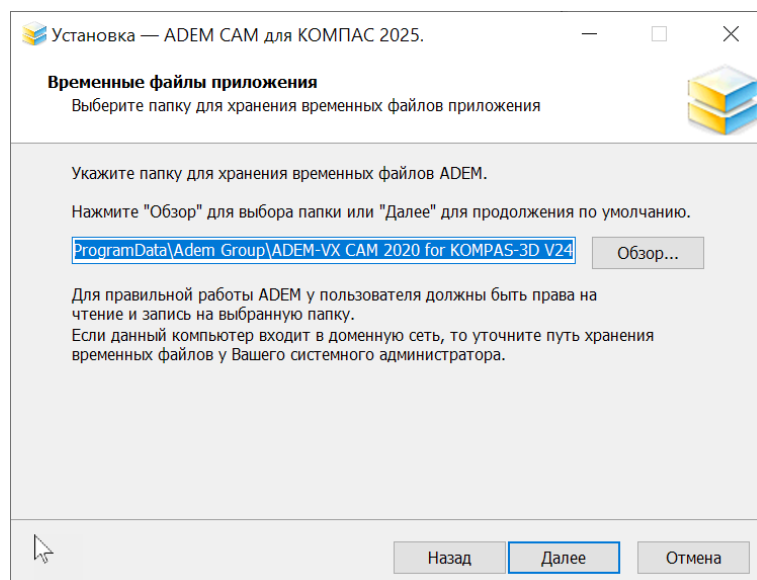 Установка — ADEM CAM для КОМПАС 2025.
Временные файлы приложения
Выберите папку для хранения временных файлов приложения
Укажите папку для хранения временных файлов ADEM.
Нажмите "Обзор" для выбора папки или "Далее" для продолжения по умолчанию.
ProgramData\Adem Group\ADEM-VX CAM 2020 for KOMPAS-3D V24
Обзор...
Для правильной работы ADEM у пользователя должны быть права на
чтение и запись на выбранную папку.
Если данный компьютер входит в доменную сеть, то уточните путь хранения
временных файлов у Вашего системного администратора.
Назад Далее Отмена